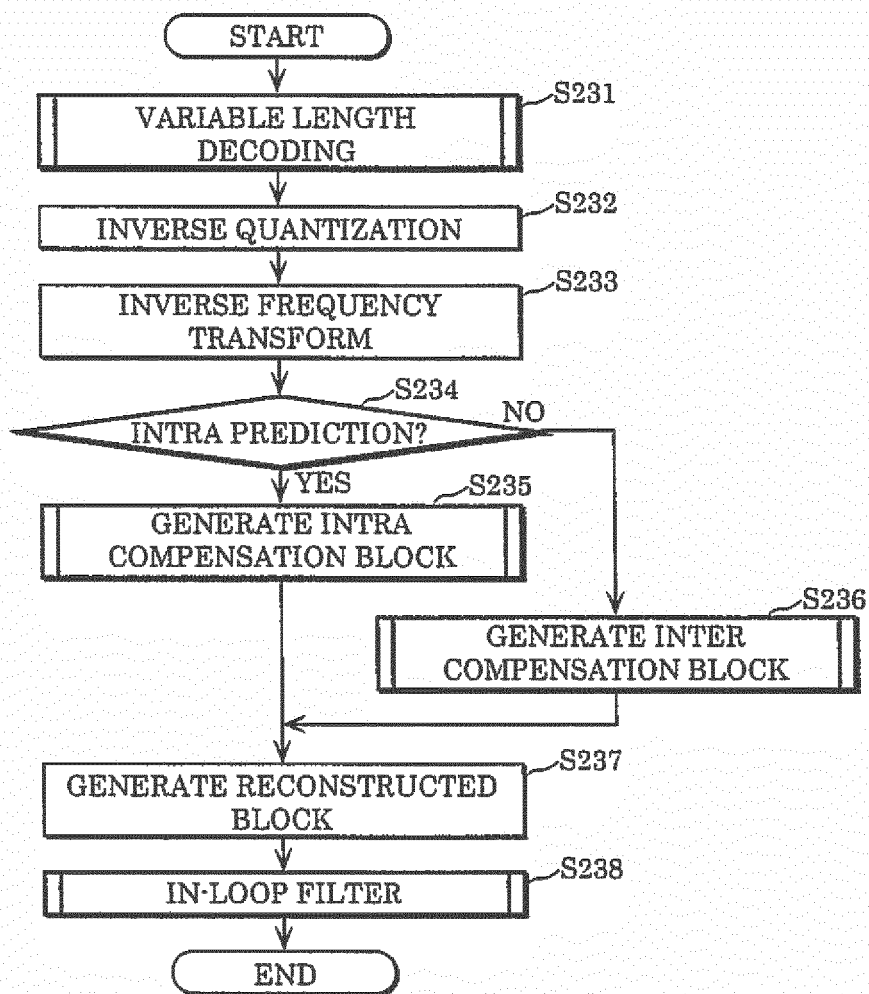 START
S231
VARIABLE LENGTH
DECODING
S232
INVERSE QUANTIZATION
S233
INVERSE FREQUENCY
TRANSFORM
S234
INTRA PREDICTION?
NO
YES
S235
GENERATE INTRA
COMPENSATION BLOCK
S236
GENERATE INTER
COMPENSATION BLOCK
S237
GENERATE RECONSTRUCTED
BLOCK
S238
IN-LOOP FILTER
END